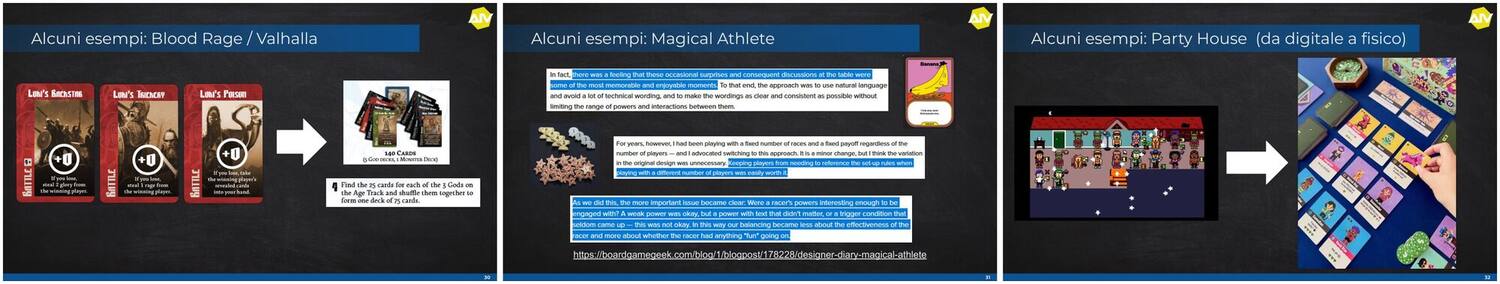 Alcuni esempi: Blood Rage / Valhalla
LOKI'S BACKSTAB
LOKI'S TRICKERY
LOKI'S POISON
+0
+0
+0
If you lose,
steal 2 glory from
the winning player.
If you lose,
steal 1 rage from
the winning player.
If you lose, take
the winning player's
revealed cards
into your hand.
BATTLE
BATTLE
BATTLE
140 CARDS
(5 GOD DECKS, 1 MONSTER DECK)
Find the 25 cards for each of the 3 Gods on
the Age Track and shuffle them together to
form one deck of 75 cards.
30
Alcuni esempi: Magical Athlete
In fact, there was a feeling that these occasional surprises and consequent discussions at the table were
some of the most memorable and enjoyable moments. To that end, the approach was to use natural language
and avoid a lot of technical wording, and to make the wordings as clear and consistent as possible without
limiting the range of powers and interactions between them.
Banana
For years, however, I had been playing with a fixed number of races and a fixed payoff regardless of the
number of players — and I advocated switching to this approach. It is a minor change, but I think the variation
in the original design was unnecessary. Keeping players from needing to reference the set-up rules when
playing with a different number of players was easily worth it.
As we did this, the more important issue became clear: Were a racer's powers interesting enough to be
engaged with? A weak power was okay, but a power with text that didn't matter, or a trigger condition that
seldom came up — this was not okay. In this way our balancing became less about the effectiveness of the
racer and more about whether the racer had anything "fun" going on.
https://boardgamegeek.com/blog/1/blogpost/178228/designer-diary-magical-athlete
31
Alcuni esempi: Party House (da digitale a fisico)
32